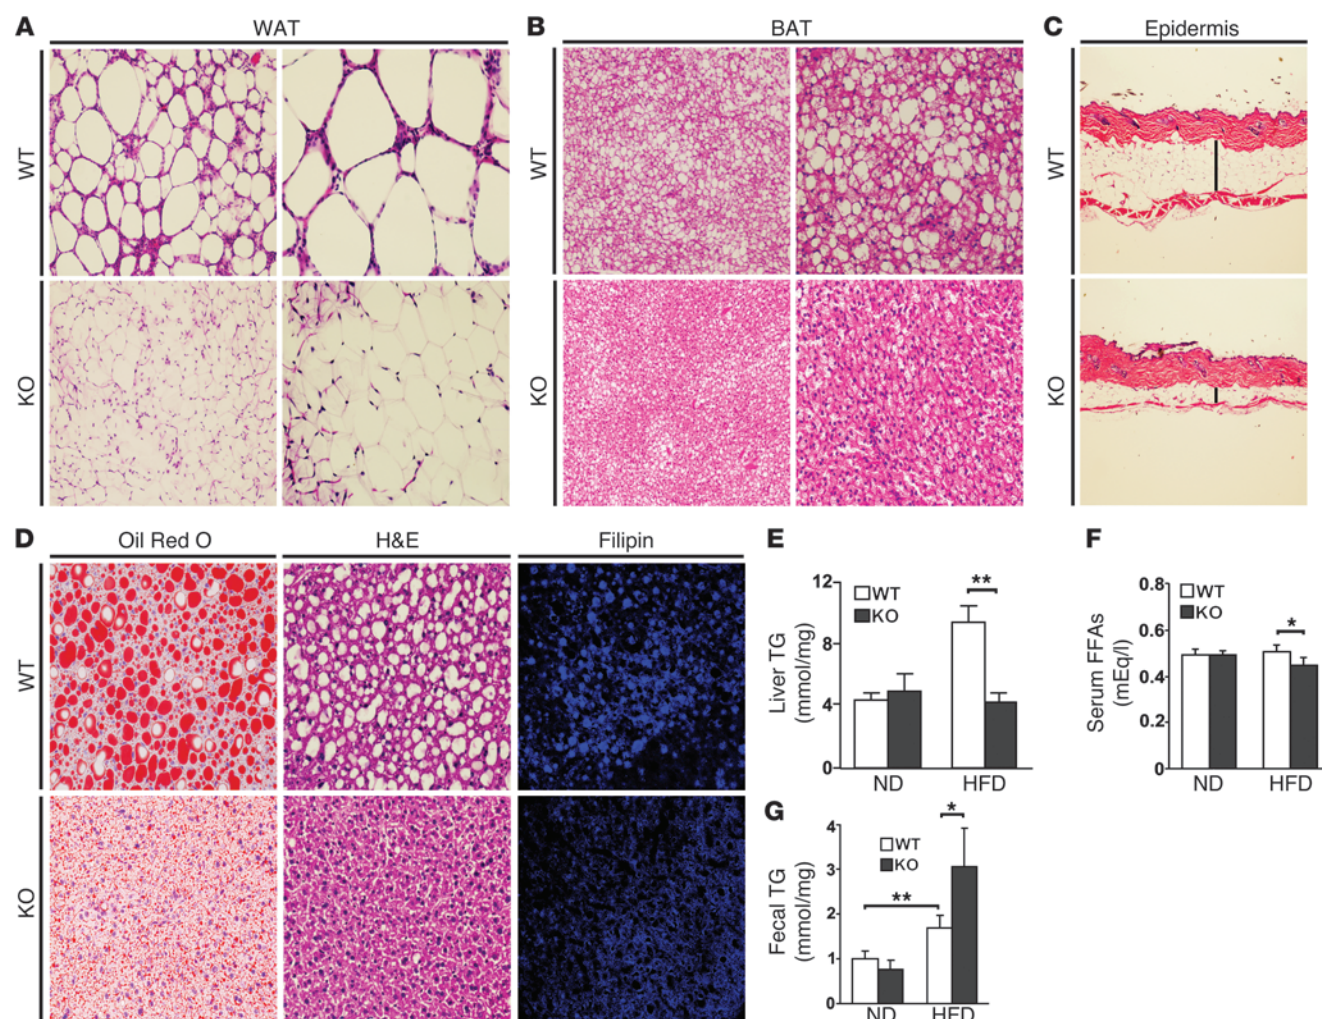 A
WAT
WT
KO
B
BAT
WT
KO
C
Epidermis
WT
KO
D
Oil Red O
H&E
Filipin
WT
KO
E
Liver TG
(mmol/mg)
12
8
4
0
WT
KO
**
ND
HFD
F
Serum FFAs
(mEq/l)
0.8
0.6
0.4
0.2
0
WT
KO
*
ND
HFD
G
Fecal TG
(mmol/mg)
4
3
2
1
0
WT
KO
**
*
ND
HFD